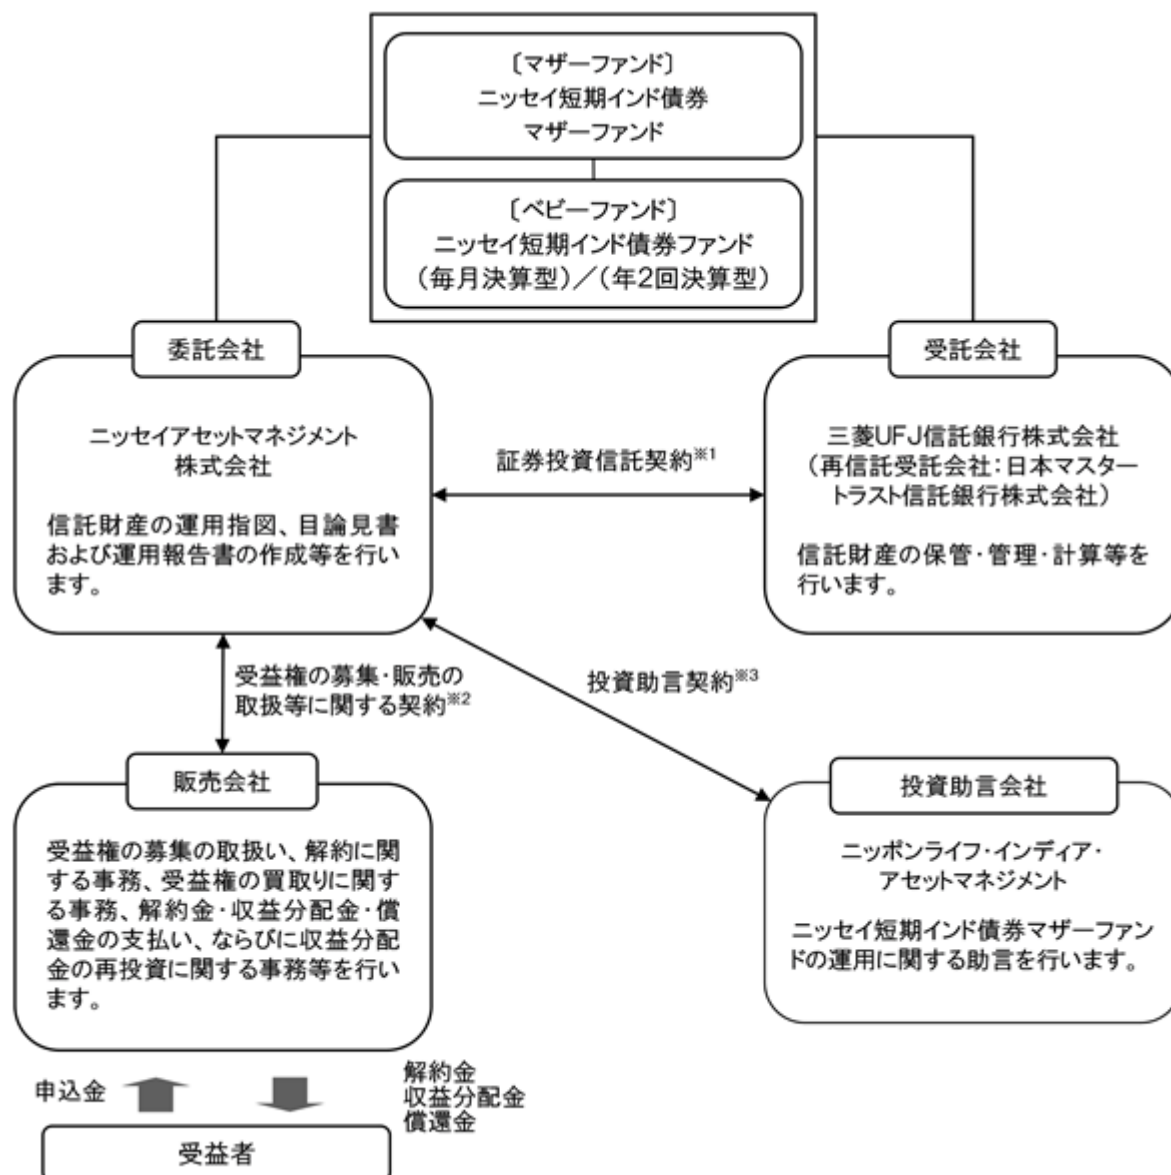 〔マザーファンド〕
ニッセイ短期インド債券
マザーファンド
〔ベビーファンド〕
ニッセイ短期インド債券ファンド
（毎月決算型）／（年2回決算型）
委託会社
ニッセイアセットマネジメント
株式会社
信託財産の運用指図、目論見書
および運用報告書の作成等を行い
ます。
証券投資信託契約※1
受託会社
三菱UFJ信託銀行株式会社
（再信託受託会社：日本マスター
トラスト信託銀行株式会社）
信託財産の保管・管理・計算等を
行います。
受益権の募集・販売の
取扱等に関する契約※2
投資助言契約※3
販売会社
受益権の募集の取扱い、解約に関
する事務、受益権の買取りに関す
る事務、解約金・収益分配金・償
還金の支払い、ならびに収益分配
金の再投資に関する事務等を行い
ます。
投資助言会社
ニッポンライフ・インディア・
アセットマネジメント
ニッセイ短期インド債券マザーファン
ドの運用に関する助言を行います。
申込金
解約金
収益分配金
償還金
受益者